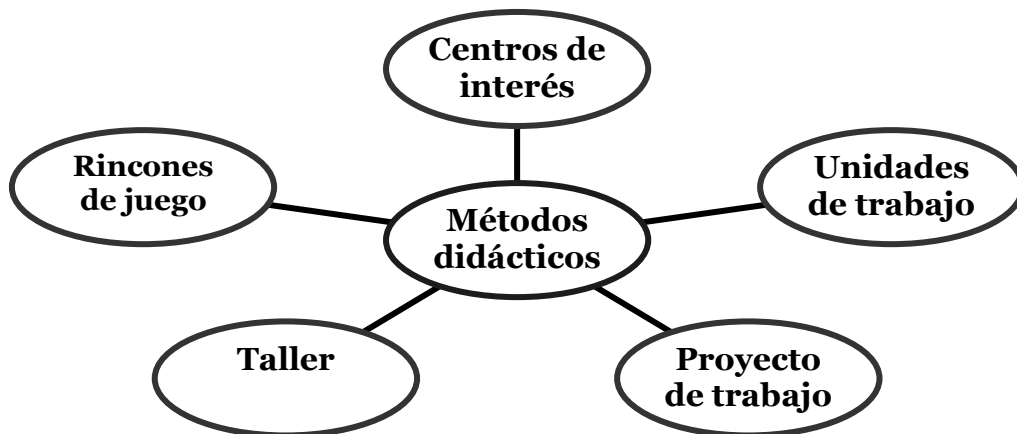 Centros de
interés
Rincones
de juego
Unidades
de trabajo
Métodos
didácticos
Taller
Proyecto
de trabajo